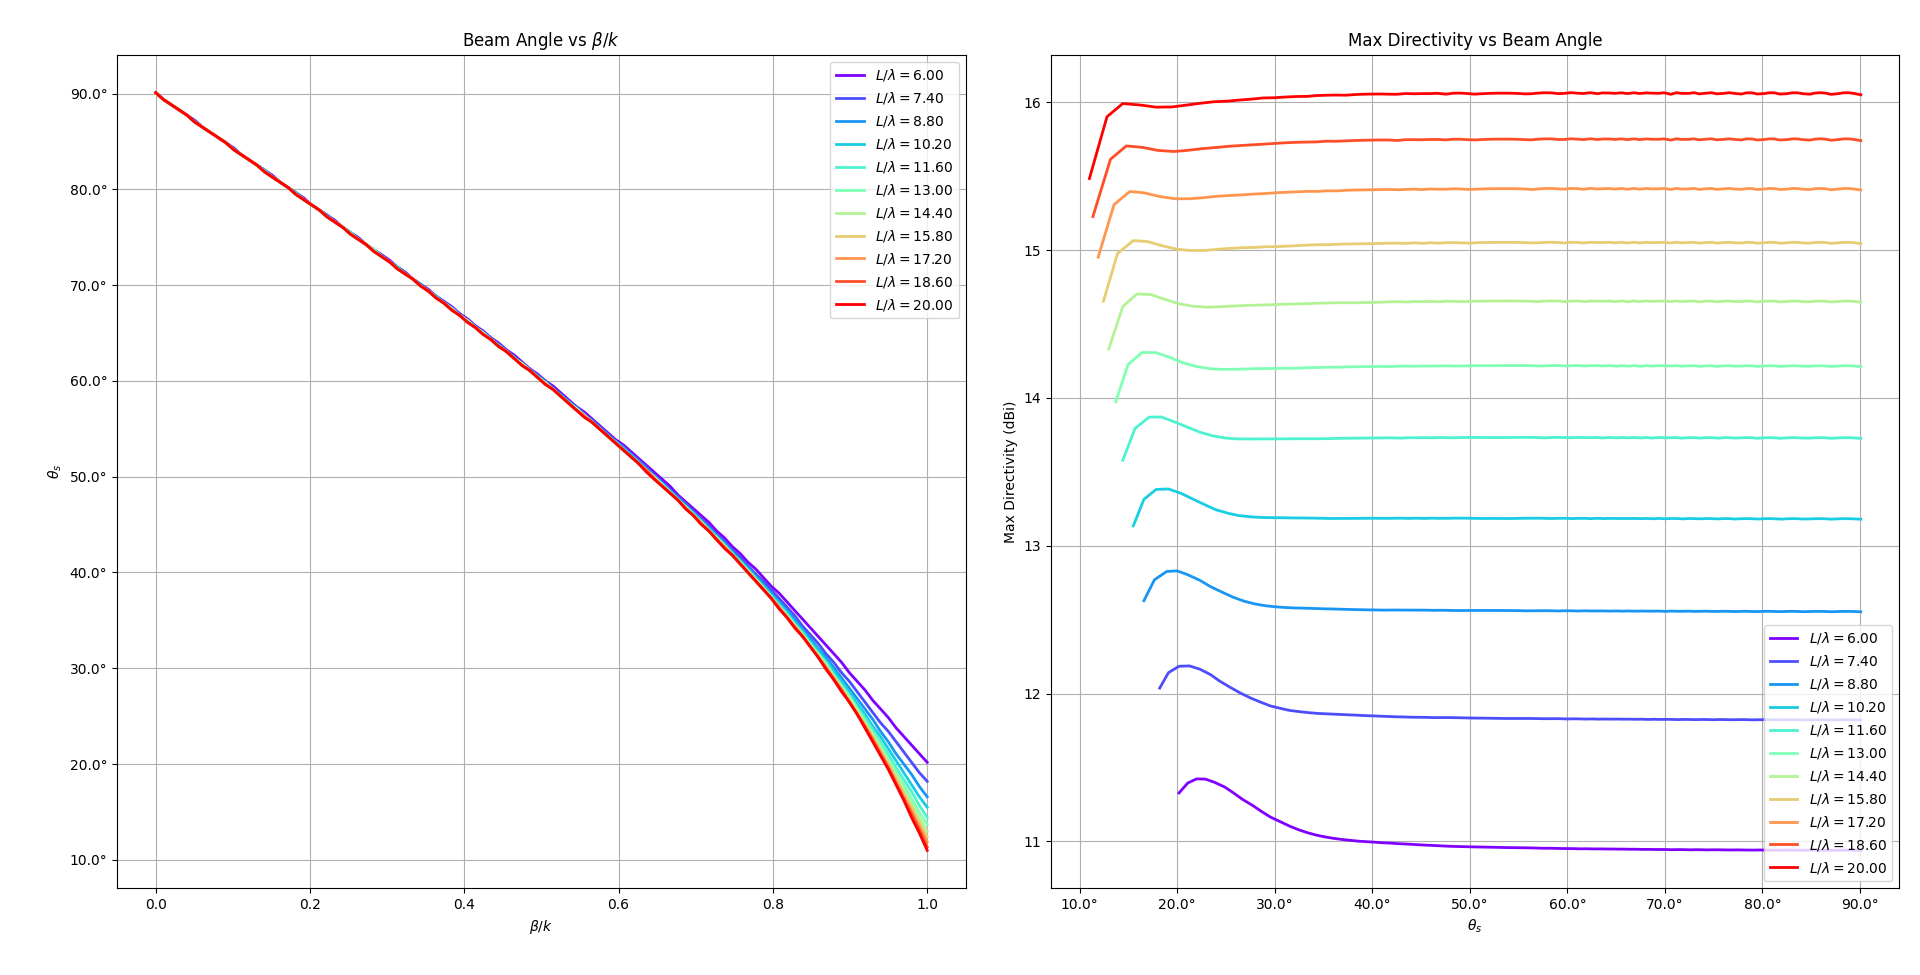 Beam Angle vs β/k
θs
90.0°
80.0°
70.0°
60.0°
50.0°
40.0°
30.0°
20.0°
10.0°
0.0 0.2 0.4 0.6 0.8 1.0
β/k
L/λ = 6.00
L/λ = 7.40
L/λ = 8.80
L/λ = 10.20
L/λ = 11.60
L/λ = 13.00
L/λ = 14.40
L/λ = 15.80
L/λ = 17.20
L/λ = 18.60
L/λ = 20.00
Max Directivity vs Beam Angle
Max Directivity (dBi)
16
15
14
13
12
11
10.0° 20.0° 30.0° 40.0° 50.0° 60.0° 70.0° 80.0° 90.0°
θs
L/λ = 6.00
L/λ = 7.40
L/λ = 8.80
L/λ = 10.20
L/λ = 11.60
L/λ = 13.00
L/λ = 14.40
L/λ = 15.80
L/λ = 17.20
L/λ = 18.60
L/λ = 20.00